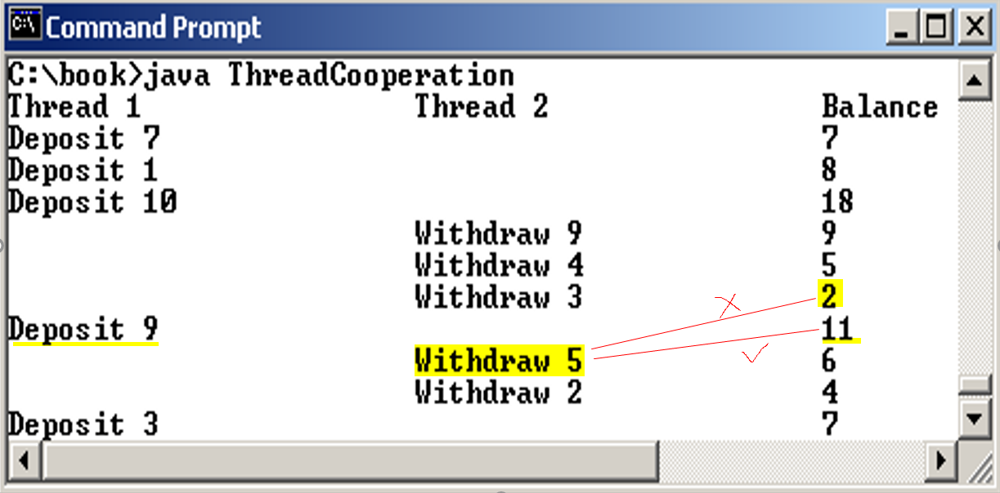 Command Prompt
C:\book>java ThreadCooperation
Thread 1 Thread 2 Balance
Deposit 7 7
Deposit 1 8
Deposit 10 18
Withdraw 9 9
Withdraw 4 5
Withdraw 3 2
Deposit 9 11
Withdraw 5 6
Withdraw 2 4
Deposit 3 7